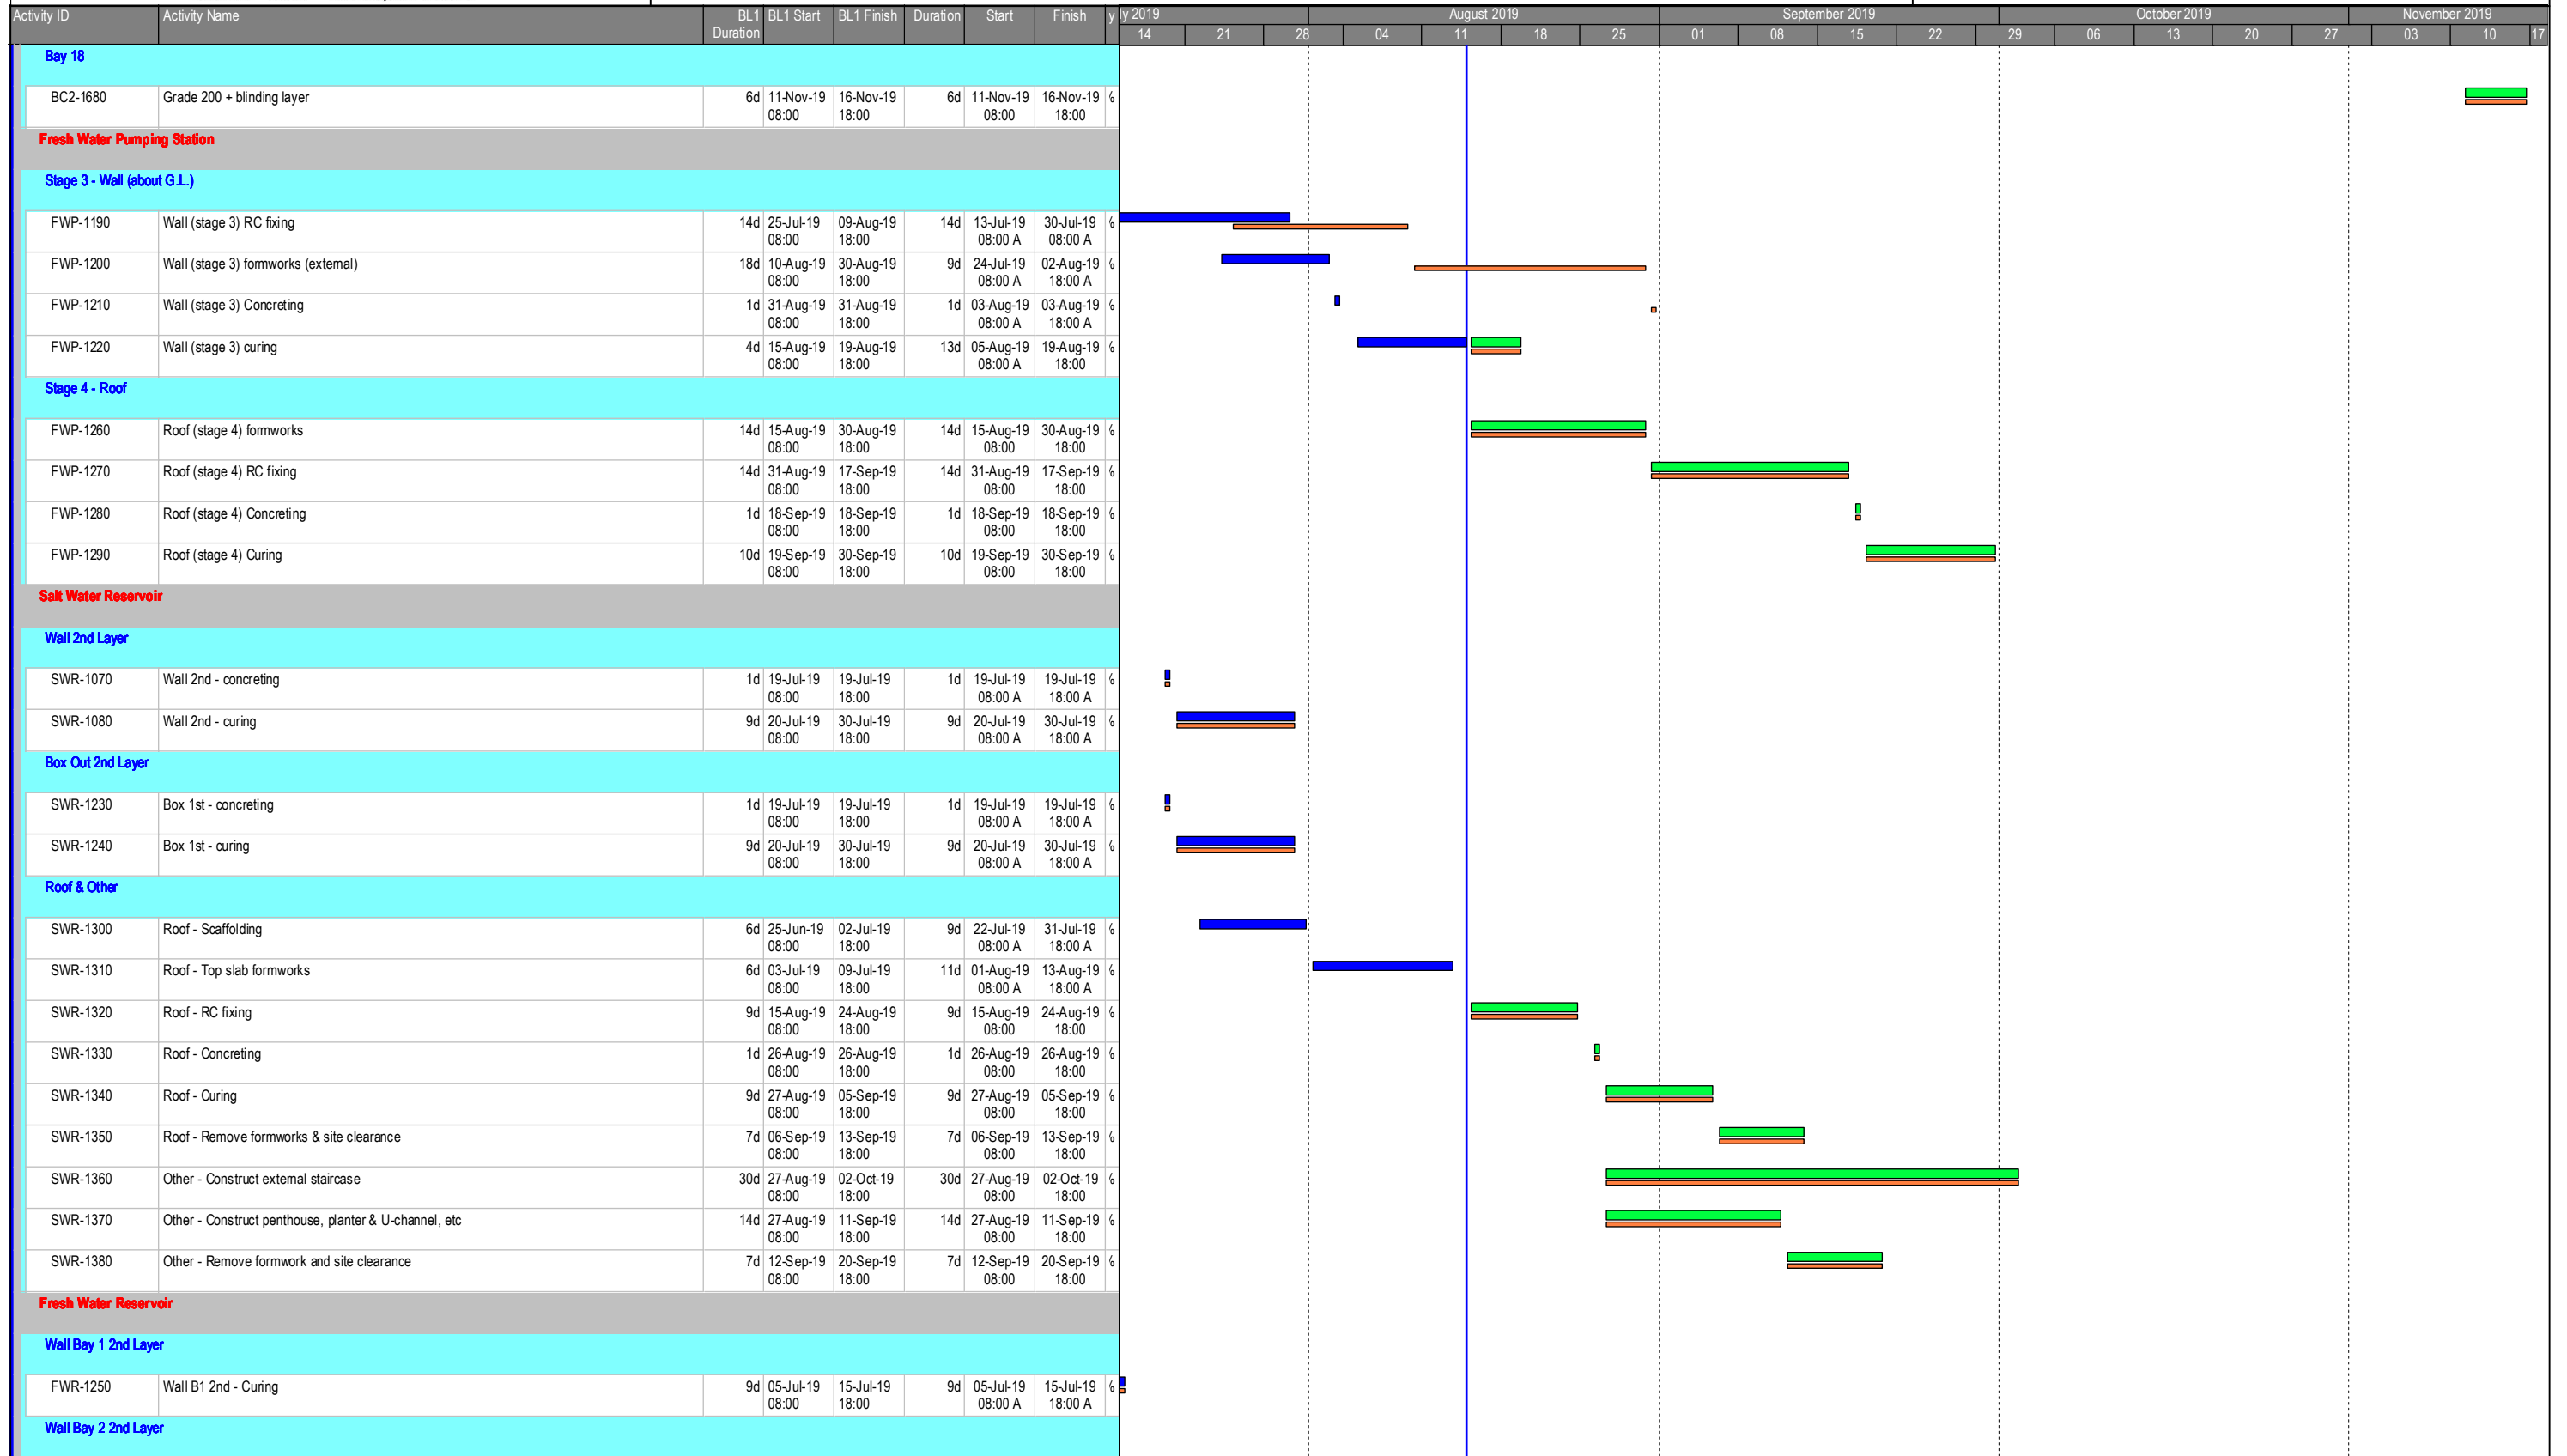 Activity ID Activity Name BL1 BL1 Start BL1 Finish Duration Start Finish y y 2019 August 2019 September 2019 October 2019 November 2019
Duration 14 21 28 04 11 18 25 01 08 15 22 29 06 13 20 27 03 10 17
Bay 18
BC2-1680 Grade 200 + blinding layer 6d 11-Nov-19 16-Nov-19 6d 11-Nov-19 16-Nov-19
08:00 18:00 08:00 18:00
Fresh Water Pumping Station
Stage 3 - Wall (about G.L.)
FWP-1190 Wall (stage 3) RC fixing 14d 25-Jul-19 09-Aug-19 14d 13-Jul-19 30-Jul-19
08:00 18:00 08:00 A 08:00 A
FWP-1200 Wall (stage 3) formworks (external) 18d 10-Aug-19 30-Aug-19 9d 24-Jul-19 02-Aug-19
08:00 18:00 08:00 A 18:00 A
FWP-1210 Wall (stage 3) Concreting 1d 31-Aug-19 31-Aug-19 1d 03-Aug-19 03-Aug-19
08:00 18:00 08:00 A 18:00 A
FWP-1220 Wall (stage 3) curing 4d 15-Aug-19 19-Aug-19 13d 05-Aug-19 19-Aug-19
08:00 18:00 08:00 A 18:00
Stage 4 - Roof
FWP-1260 Roof (stage 4) formworks 14d 15-Aug-19 30-Aug-19 14d 15-Aug-19 30-Aug-19
08:00 18:00 08:00 18:00
FWP-1270 Roof (stage 4) RC fixing 14d 31-Aug-19 17-Sep-19 14d 31-Aug-19 17-Sep-19
08:00 18:00 08:00 18:00
FWP-1280 Roof (stage 4) Concreting 1d 18-Sep-19 18-Sep-19 1d 18-Sep-19 18-Sep-19
08:00 18:00 08:00 18:00
FWP-1290 Roof (stage 4) Curing 10d 19-Sep-19 30-Sep-19 10d 19-Sep-19 30-Sep-19
08:00 18:00 08:00 18:00
Salt Water Reservoir
Wall 2nd Layer
SWR-1070 Wall 2nd - concreting 1d 19-Jul-19 19-Jul-19 1d 19-Jul-19 19-Jul-19
08:00 18:00 08:00 A 18:00 A
SWR-1080 Wall 2nd - curing 9d 20-Jul-19 30-Jul-19 9d 20-Jul-19 30-Jul-19
08:00 18:00 08:00 A 18:00 A
Box Out 2nd Layer
SWR-1230 Box 1st - concreting 1d 19-Jul-19 19-Jul-19 1d 19-Jul-19 19-Jul-19
08:00 18:00 08:00 A 18:00 A
SWR-1240 Box 1st - curing 9d 20-Jul-19 30-Jul-19 9d 20-Jul-19 30-Jul-19
08:00 18:00 08:00 A 18:00 A
Roof & Other
SWR-1300 Roof - Scaffolding 6d 25-Jun-19 02-Jul-19 9d 22-Jul-19 31-Jul-19
08:00 18:00 08:00 A 18:00 A
SWR-1310 Roof - Top slab formworks 6d 03-Jul-19 09-Jul-19 11d 01-Aug-19 13-Aug-19
08:00 18:00 08:00 A 18:00 A
SWR-1320 Roof - RC fixing 9d 15-Aug-19 24-Aug-19 9d 15-Aug-19 24-Aug-19
08:00 18:00 08:00 18:00
SWR-1330 Roof - Concreting 1d 26-Aug-19 26-Aug-19 1d 26-Aug-19 26-Aug-19
08:00 18:00 08:00 18:00
SWR-1340 Roof - Curing 9d 27-Aug-19 05-Sep-19 9d 27-Aug-19 05-Sep-19
08:00 18:00 08:00 18:00
SWR-1350 Roof - Remove formworks & site clearance 7d 06-Sep-19 13-Sep-19 7d 06-Sep-19 13-Sep-19
08:00 18:00 08:00 18:00
SWR-1360 Other - Construct external staircase 30d 27-Aug-19 02-Oct-19 30d 27-Aug-19 02-Oct-19
08:00 18:00 08:00 18:00
SWR-1370 Other - Construct penthouse, planter & U-channel, etc 14d 27-Aug-19 11-Sep-19 14d 27-Aug-19 11-Sep-19
08:00 18:00 08:00 18:00
SWR-1380 Other - Remove formwork and site clearance 7d 12-Sep-19 20-Sep-19 7d 12-Sep-19 20-Sep-19
08:00 18:00 08:00 18:00
Fresh Water Reservoir
Wall Bay 1 2nd Layer
FWR-1250 Wall B1 2nd - Curing 9d 05-Jul-19 15-Jul-19 9d 05-Jul-19 15-Jul-19
08:00 18:00 08:00 A 18:00 A
Wall Bay 2 2nd Layer